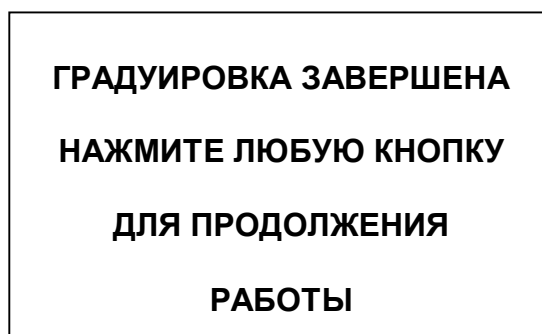 ГРАДУИРОВКА ЗАВЕРШЕНА
НАЖМИТЕ ЛЮБУЮ КНОПКУ
ДЛЯ ПРОДОЛЖЕНИЯ
РАБОТЫ